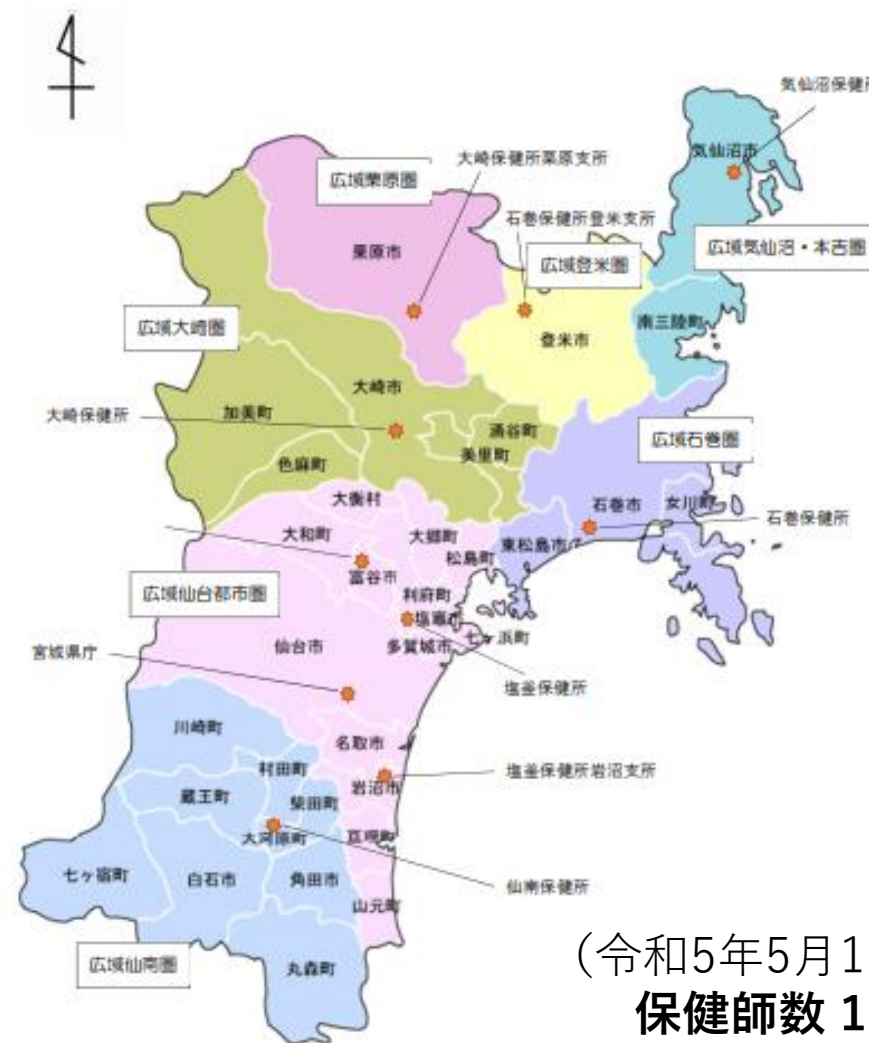 気仙沼保健所
大崎保健所栗原支所
気仙沼市
広域栗原圏
石巻保健所登米支所
栗原市
広域登米圏
広域気仙沼・本吉圏
広域大崎圏
登米市
南三陸町
大崎市
大崎保健所
加美町
涌谷町
美里町
広域石巻圏
色麻町
大衡村
石巻市
女川町
大和町
大郷町
東松島市
石巻保健所
松島町
富谷市
広域仙台都市圏
利府町
塩竈市
七ヶ浜町
仙台市
多賀城市
宮城県庁
塩釜保健所
川崎町
名取市
村田町
塩釜保健所岩沼支所
岩沼市
蔵王町
柴田町
大河原町
亘理町
七ヶ宿町
白石市
角田市
仙南保健所
山元町
広域仙南圏
丸森町
(令和5年5月1
保健師数 1